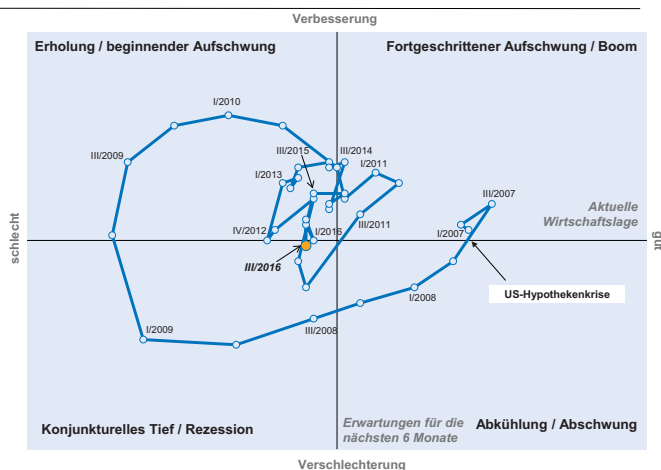 Verbesserung
Erholung / beginnender Aufschwung
Fortgeschrittener Aufschwung / Boom
I/2010
III/2009
III/2015
III/2014
I/2013
I/2011
III/2007
Aktuelle
Wirtschaftslage
schlecht
gut
IV/2012
I/2016
III/2011
I/2007
III/2016
US-Hypothekenkrise
I/2008
I/2009
III/2008
Konjunkturelles Tief / Rezession
Erwartungen für die
nächsten 6 Monate
Abkühlung / Abschwung
Verschlechterung